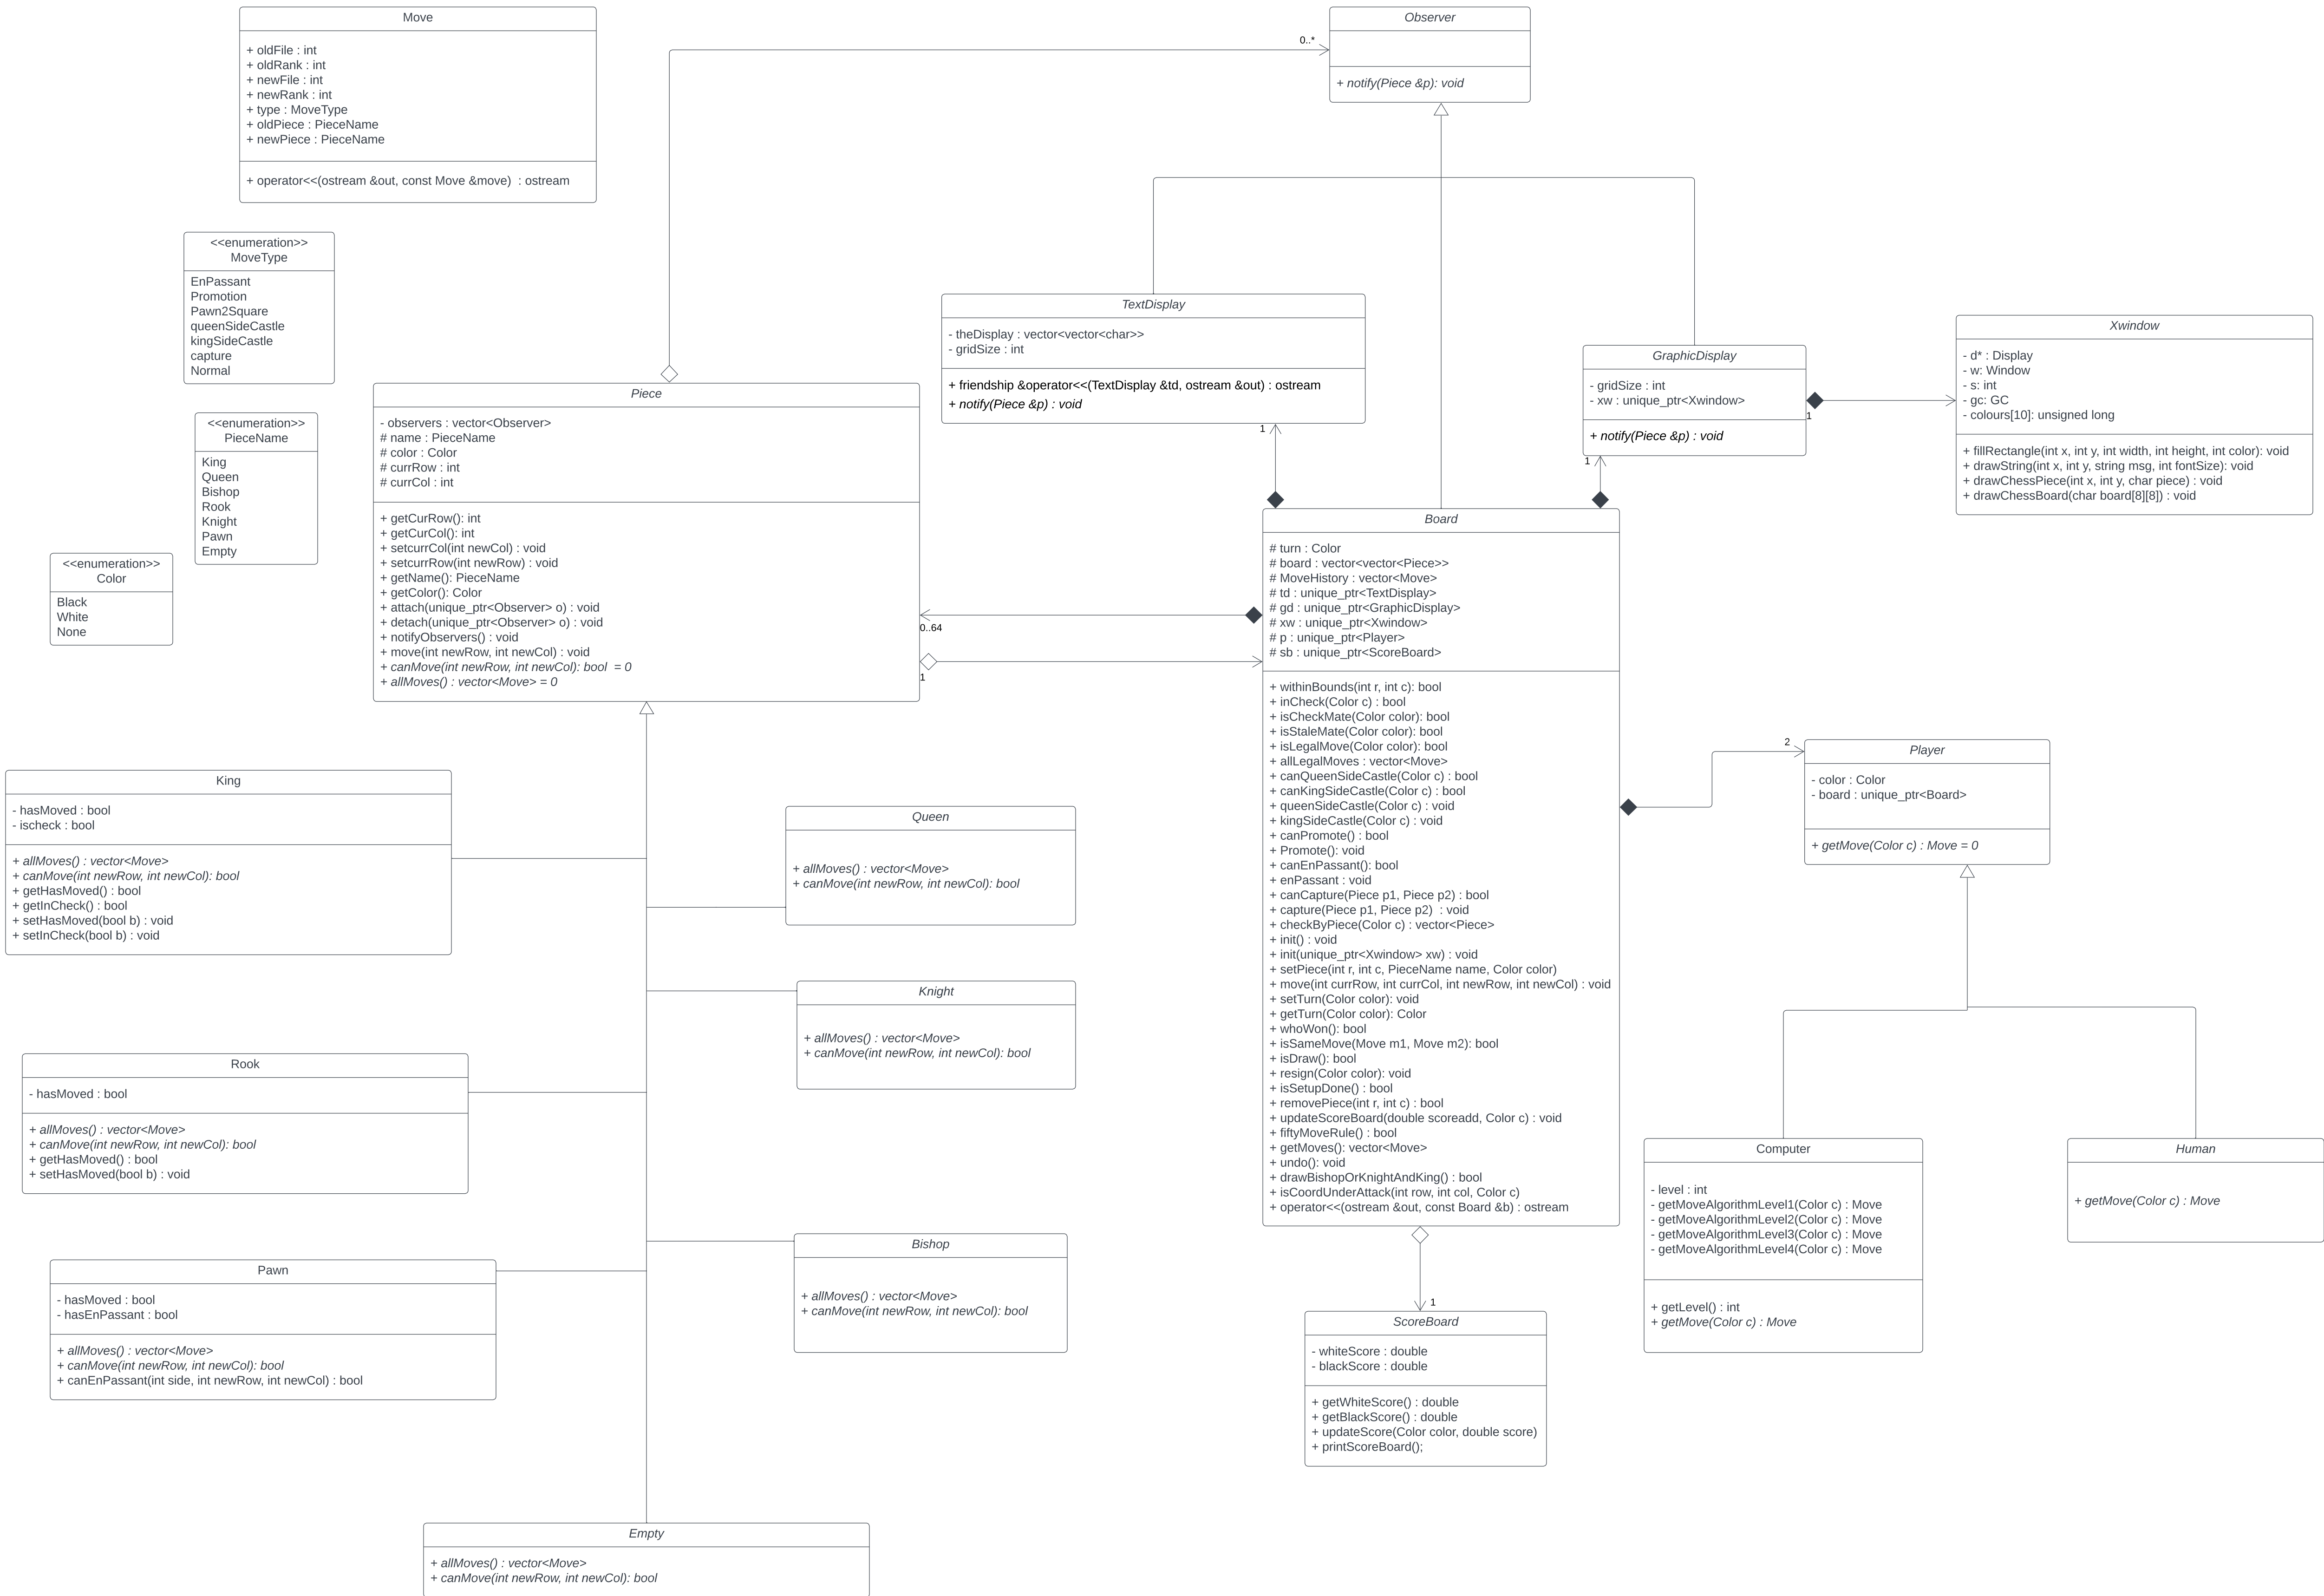 Move
+ oldFile : int
+ oldRank : int
+ newFile : int
+ newRank : int
+ type : MoveType
+ oldPiece : PieceName
+ newPiece : PieceName
+ operator<<(ostream &out, const Move &move)  : ostream
<<enumeration>>
MoveType
EnPassant
Promotion
Pawn2Square
queenSideCastle
kingSideCastle
capture
Normal
<<enumeration>>
PieceName
King
Queen
Bishop
Rook
Knight
Pawn
Empty
<<enumeration>>
Color
Black
White
None
Observer
+ notify(Piece &p): void
0..*
TextDisplay
- theDisplay : vector<vector<char>>
- gridSize : int
+ friendship &operator<<(TextDisplay &td, ostream &out) : ostream
+ notify(Piece &p) : void
1
GraphicDisplay
- gridSize : int
- xw : unique_ptr<Xwindow>
+ notify(Piece &p) : void
1
1
Xwindow
- d* : Display
- w: Window
- s: int
- gc: GC
- colours[10]: unsigned long
+ fillRectangle(int x, int y, int width, int height, int color): void
+ drawString(int x, int y, string msg, int fontSize): void
+ drawChessPiece(int x, int y, char piece) : void
+ drawChessBoard(char board[8][8]) : void
Piece
- observers : vector<Observer>
# name : PieceName
# color : Color
# currRow : int
# currCol : int
+ getCurRow(): int
+ getCurCol(): int
+ setcurrCol(int newCol) : void
+ setcurrRow(int newRow) : void
+ getName(): PieceName
+ getColor(): Color
+ attach(unique_ptr<Observer> o) : void
+ detach(unique_ptr<Observer> o) : void
+ notifyObservers() : void
+ move(int newRow, int newCol) : void
+ canMove(int newRow, int newCol): bool  = 0
+ allMoves() : vector<Move> = 0
0..64
1
Board
# turn : Color
# board : vector<vector<Piece>>
# MoveHistory : vector<Move>
# td : unique_ptr<TextDisplay>
# gd : unique_ptr<GraphicDisplay>
# xw : unique_ptr<Xwindow>
# p : unique_ptr<Player>
# sb : unique_ptr<ScoreBoard>
+ withinBounds(int r, int c): bool
+ inCheck(Color c) : bool
+ isCheckMate(Color color): bool
+ isStaleMate(Color color): bool
+ isLegalMove(Color color): bool
+ allLegalMoves : vector<Move>
+ canQueenSideCastle(Color c) : bool
+ canKingSideCastle(Color c) : bool
+ queenSideCastle(Color c) : void
+ kingSideCastle(Color c) : void
+ canPromote() : bool
+ Promote(): void
+ canEnPassant(): bool
+ enPassant : void
+ canCapture(Piece p1, Piece p2) : bool
+ capture(Piece p1, Piece p2)  : void
+ checkByPiece(Color c) : vector<Piece>
+ init() : void
+ init(unique_ptr<Xwindow> xw) : void
+ setPiece(int r, int c, PieceName name, Color color)
+ move(int currRow, int currCol, int newRow, int newCol) : void
+ setTurn(Color color): void
+ getTurn(Color color): Color
+ whoWon(): bool
+ isSameMove(Move m1, Move m2): bool
+ isDraw(): bool
+ resign(Color color): void
+ isSetupDone() : bool
+ removePiece(int r, int c) : bool
+ updateScoreBoard(double scoreadd, Color c) : void
+ fiftyMoveRule() : bool
+ getMoves(): vector<Move>
+ undo(): void
+ drawBishopOrKnightAndKing() : bool
+ isCoordUnderAttack(int row, int col, Color c)
+ operator<<(ostream &out, const Board &b) : ostream
2
Player
- color : Color
- board : unique_ptr<Board>
+ getMove(Color c) : Move = 0
King
- hasMoved : bool
- ischeck : bool
+ allMoves() : vector<Move>
+ canMove(int newRow, int newCol): bool
+ getHasMoved() : bool
+ getInCheck() : bool
+ setHasMoved(bool b) : void
+ setInCheck(bool b) : void
Queen
+ allMoves() : vector<Move>
+ canMove(int newRow, int newCol): bool
Knight
+ allMoves() : vector<Move>
+ canMove(int newRow, int newCol): bool
Rook
- hasMoved : bool
+ allMoves() : vector<Move>
+ canMove(int newRow, int newCol): bool
+ getHasMoved() : bool
+ setHasMoved(bool b) : void
Bishop
+ allMoves() : vector<Move>
+ canMove(int newRow, int newCol): bool
Pawn
- hasMoved : bool
- hasEnPassant : bool
+ allMoves() : vector<Move>
+ canMove(int newRow, int newCol): bool
+ canEnPassant(int side, int newRow, int newCol) : bool
Empty
+ allMoves() : vector<Move>
+ canMove(int newRow, int newCol): bool
Computer
- level : int
- getMoveAlgorithmLevel1(Color c) : Move
- getMoveAlgorithmLevel2(Color c) : Move
- getMoveAlgorithmLevel3(Color c) : Move
- getMoveAlgorithmLevel4(Color c) : Move
+ getLevel() : int
+ getMove(Color c) : Move
Human
+ getMove(Color c) : Move
1
ScoreBoard
- whiteScore : double
- blackScore : double
+ getWhiteScore() : double
+ getBlackScore() : double
+ updateScore(Color color, double score)
+ printScoreBoard();